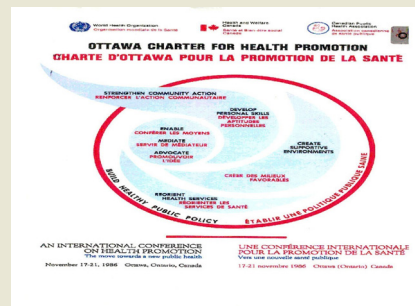 World Health Organization
Organisation mondiale de la Santé
Health and Welfare
Canada
Santé et Bien-être social
Canada
Canadian Public
Health Association
Association canadienne
de santé publique
OTTAWA CHARTER FOR HEALTH PROMOTION
CHARTE D'OTTAWA POUR LA PROMOTION DE LA SANTÉ
STRENGTHEN COMMUNITY ACTION
RENFORCER L'ACTION COMMUNAUTAIRE
DEVELOP
PERSONAL SKILLS
DÉVELOPPER LES
APTITUDES
PERSONNELLES
ENABLE
CONFÉRER LES MOYENS
MEDIATE
SERVIR DE MÉDIATEUR
ADVOCATE
PROMOUVOIR
L'IDÉE
CREATE
SUPPORTIVE
ENVIRONMENTS
CRÉER DES MILIEUX
FAVORABLES
REORIENT
HEALTH SERVICES
RÉORIENTER LES
SERVICES DE SANTÉ
BUILD HEALTHY PUBLIC POLICY
ÉTABLIR UNE POLITIQUE PUBLIQUE SAINE
AN INTERNATIONAL CONFERENCE
ON HEALTH PROMOTION
The move towards a new public health
November 17-21, 1986 Ottawa, Ontario, Canada
UNE CONFÉRENCE INTERNATIONALE
POUR LA PROMOTION DE LA SANTÉ
Vers une nouvelle santé publique
17-21 novembre 1986 Ottawa (Ontario) Canada